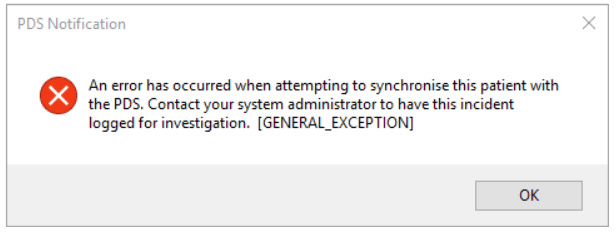 PDS Notification
An error has occurred when attempting to synchronise this patient with
the PDS. Contact your system administrator to have this incident
logged for investigation.  [GENERAL_EXCEPTION]
OK